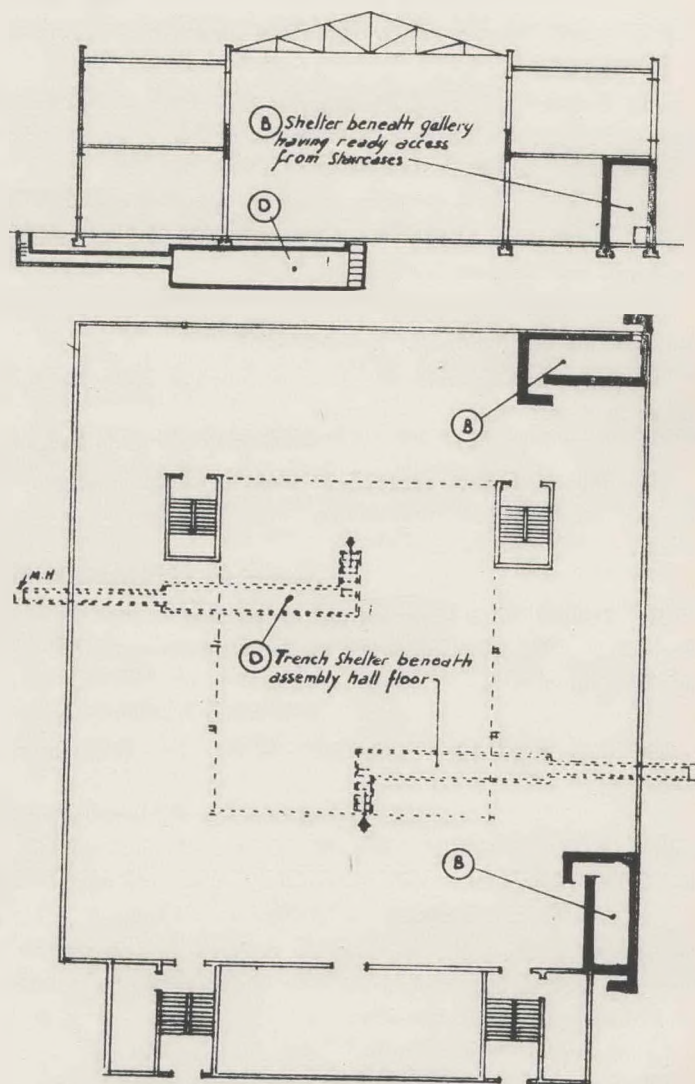 B Shelter beneath gallery
having ready access
from Staircases
D
B
M.H
D Trench Shelter beneath
assembly hall floor
B